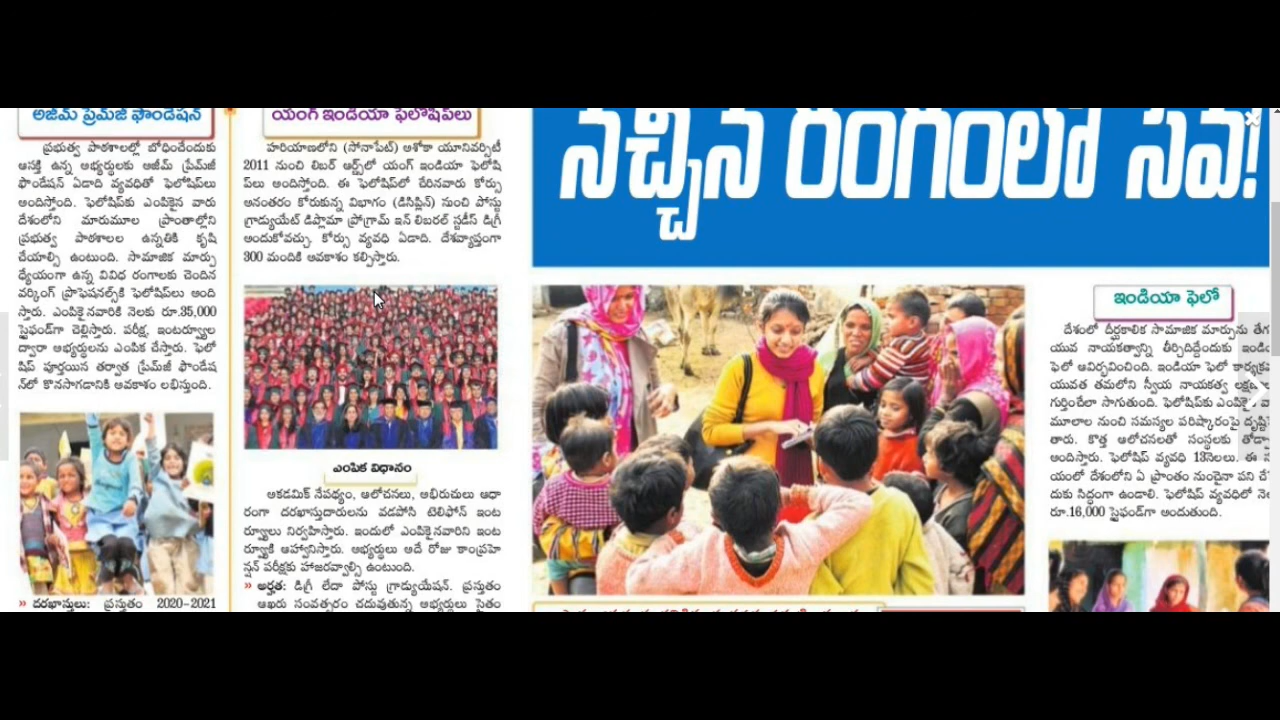 అజీమ్ ప్రేమ్‌జీ ఫౌండేషన్
ప్రభుత్వ పాఠశాలల్లో బోధించేందుకు
ఆసక్తి ఉన్న అభ్యర్థులకు అజీమ్ ప్రేమ్‌జీ
ఫౌండేషన్ ఏడాది వ్యవధితో ఫెలోషిప్‌లు
అందిస్తోంది. ఫెలోషిప్‌కు ఎంపికైన వారు
దేశంలోని మారుమూల ప్రాంతాల్లోని
ప్రభుత్వ పాఠశాలల ఉన్నతికి కృషి
చేయాల్సి ఉంటుంది. సామాజిక మార్పు
ధ్యేయంగా ఉన్న వివిధ రంగాలకు చెందిన
వర్కింగ్ ప్రొఫెషనల్స్‌కి ఫెలోషిప్‌లు అంది
స్తారు. ఎంపికైనవారికి నెలకు రూ.35,000
స్టైఫండ్‌గా చెల్లిస్తారు. పరీక్ష, ఇంటర్వ్యూల
ద్వారా అభ్యర్థులను ఎంపిక చేస్తారు. ఫెలో
షిప్ పూర్తయిన తర్వాత ప్రేమ్‌జీ ఫౌండేష
న్‌లో కొనసాగడానికి అవకాశం లభిస్తుంది.
» దరఖాస్తులు: ప్రస్తుతం 2020-2021
యంగ్ ఇండియా ఫెలోషిప్‌లు
హరియాణలోని (సోనాపేట్) అశోకా యూనివర్సిటీ
2011 నుంచి లిబర్ ఆర్ట్స్‌లో యంగ్ ఇండియా ఫెలోషి
ప్‌లు అందిస్తోంది. ఈ ఫెలోషిప్‌లో చేరినవారు కోర్సు
అనంతరం కోరుకున్న విభాగం (డిసిప్లిన్) నుంచి పోస్టు
గ్రాడ్యుయేట్ డిప్లొమా ప్రోగ్రామ్ ఇన్ లిబరల్ స్టడీస్ డిగ్రీ
అందుకోవచ్చు. కోర్సు వ్యవధి ఏడాది. దేశవ్యాప్తంగా
300 మందికి అవకాశం కల్పిస్తారు.
ఎంపిక విధానం
అకడమిక్ నేపథ్యం, ఆలోచనలు, అభిరుచులు ఆధా
రంగా దరఖాస్తుదారులను వడపోసి టెలిఫోన్ ఇంట
ర్వ్యూలు నిర్వహిస్తారు. ఇందులో ఎంపికైనవారిని ఇంట
ర్వ్యూకి ఆహ్వానిస్తారు. అభ్యర్థులు అదే రోజు కాంప్రెహె
న్షన్ పరీక్షకు హాజరవ్వాల్సి ఉంటుంది.
» అర్హత: డిగ్రీ లేదా పోస్టు గ్రాడ్యుయేషన్. ప్రస్తుతం
ఆఖరు సంవత్సరం చదువుతున్న అభ్యర్థులు సైతం
నచ్చిన రంగంలో సేవ!
ఇండియా ఫెలో
దేశంలో దీర్ఘకాలిక సామాజిక మార్పును తేగ
యువ నాయకత్వాన్ని తీర్చిదిద్దేందుకు ఇండి
ఫెలో ఆవిర్భవించింది. ఇండియా ఫెలో కార్యక్ర
యువత తమలోని స్వీయ నాయకత్వ లక్షణ
గుర్తించేలా సాగుతుంది. ఫెలోషిప్‌కు ఎంపికై వా
మూలాల నుంచి సమస్యల పరిష్కారంపై దృష్టి
తారు. కొత్త ఆలోచనలతో సంస్థలకు తోడ్పా
అందిస్తారు. ఫెలోషిప్ వ్యవధి 13నెలలు. ఈ స
యంలో దేశంలోని ఏ ప్రాంతం నుంచైనా పని చే
దుకు సిద్ధంగా ఉండాలి. ఫెలోషిప్ వ్యవధిలో నె
రూ.16,000 స్టైఫండ్‌గా అందుతుంది.